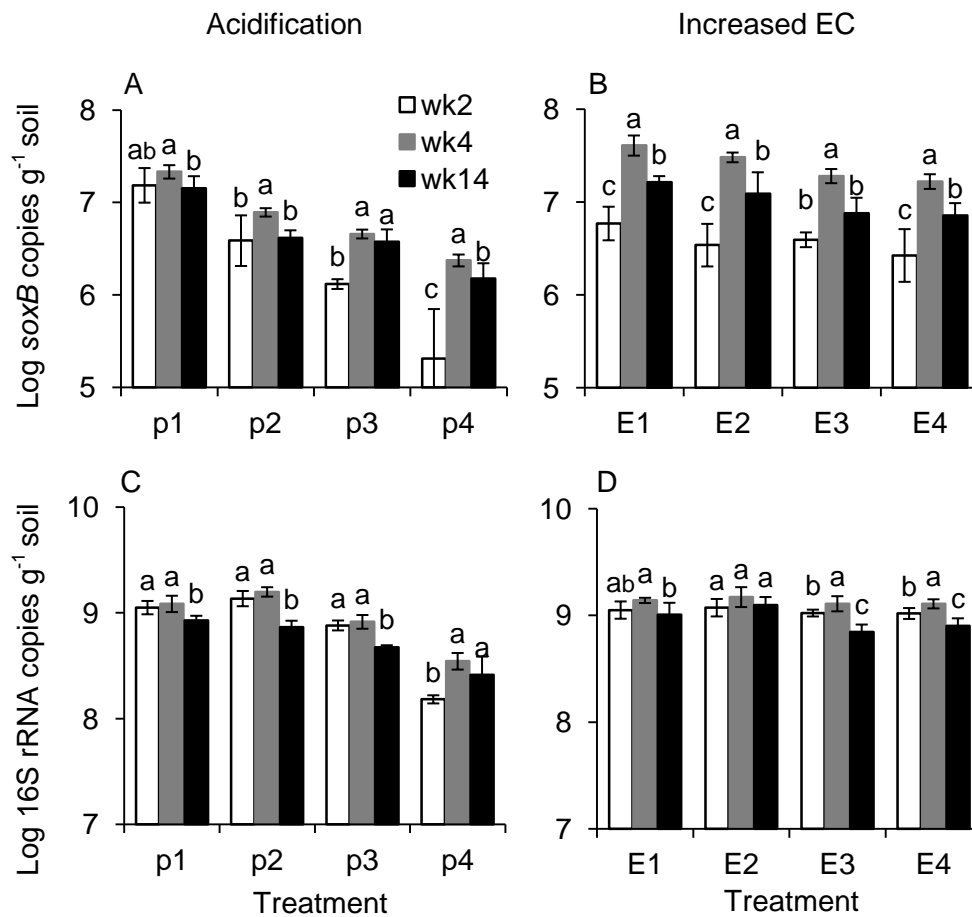 Acidification
Increased EC
A
Log soxB copies g⁻¹ soil
8
7
6
5
wk2
wk4
wk14
ab a b
b a b
b a a
c a b
p1 p2 p3 p4
B
8
7
6
5
c a b
c a b
b a b
c a b
E1 E2 E3 E4
C
Log 16S rRNA copies g⁻¹ soil
10
9
8
7
a a b
a a b
a a b
b a a
p1 p2 p3 p4
Treatment
D
10
9
8
7
ab a b
a a a
b a c
b a c
E1 E2 E3 E4
Treatment